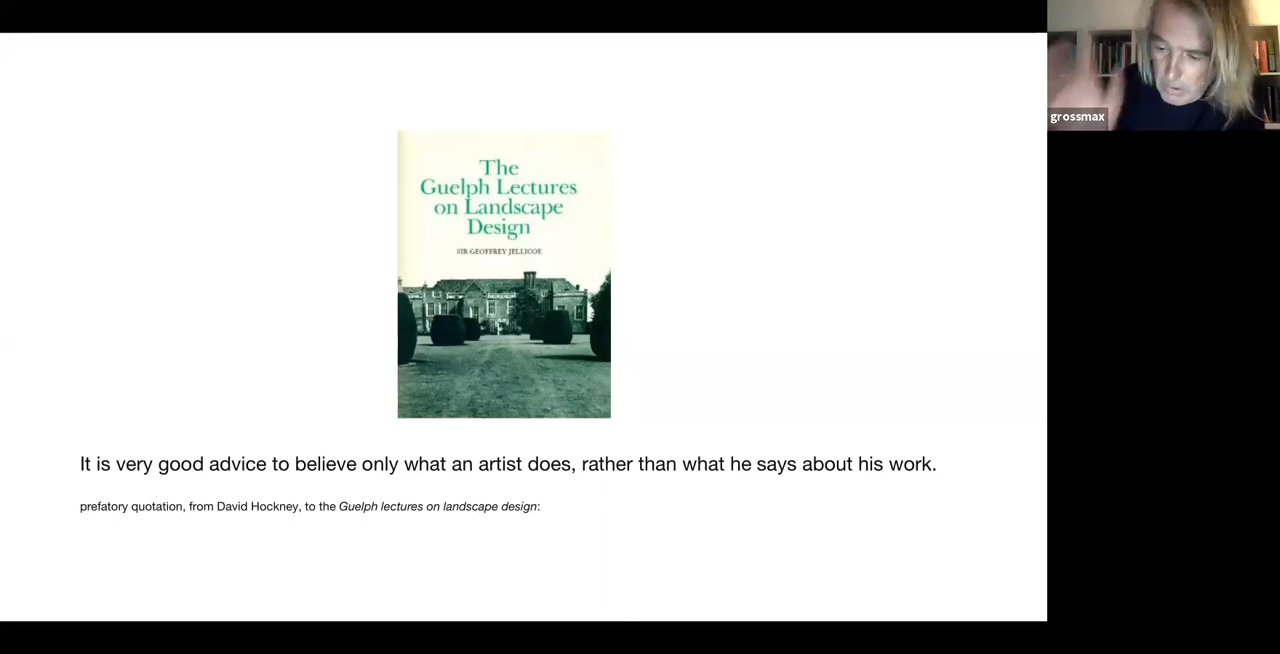 The
Guelph Lectures
on Landscape
Design
SIR GEOFFREY JELLICOE
It is very good advice to believe only what an artist does, rather than what he says about his work.
prefatory quotation, from David Hockney, to the Guelph lectures on landscape design:
grossmax